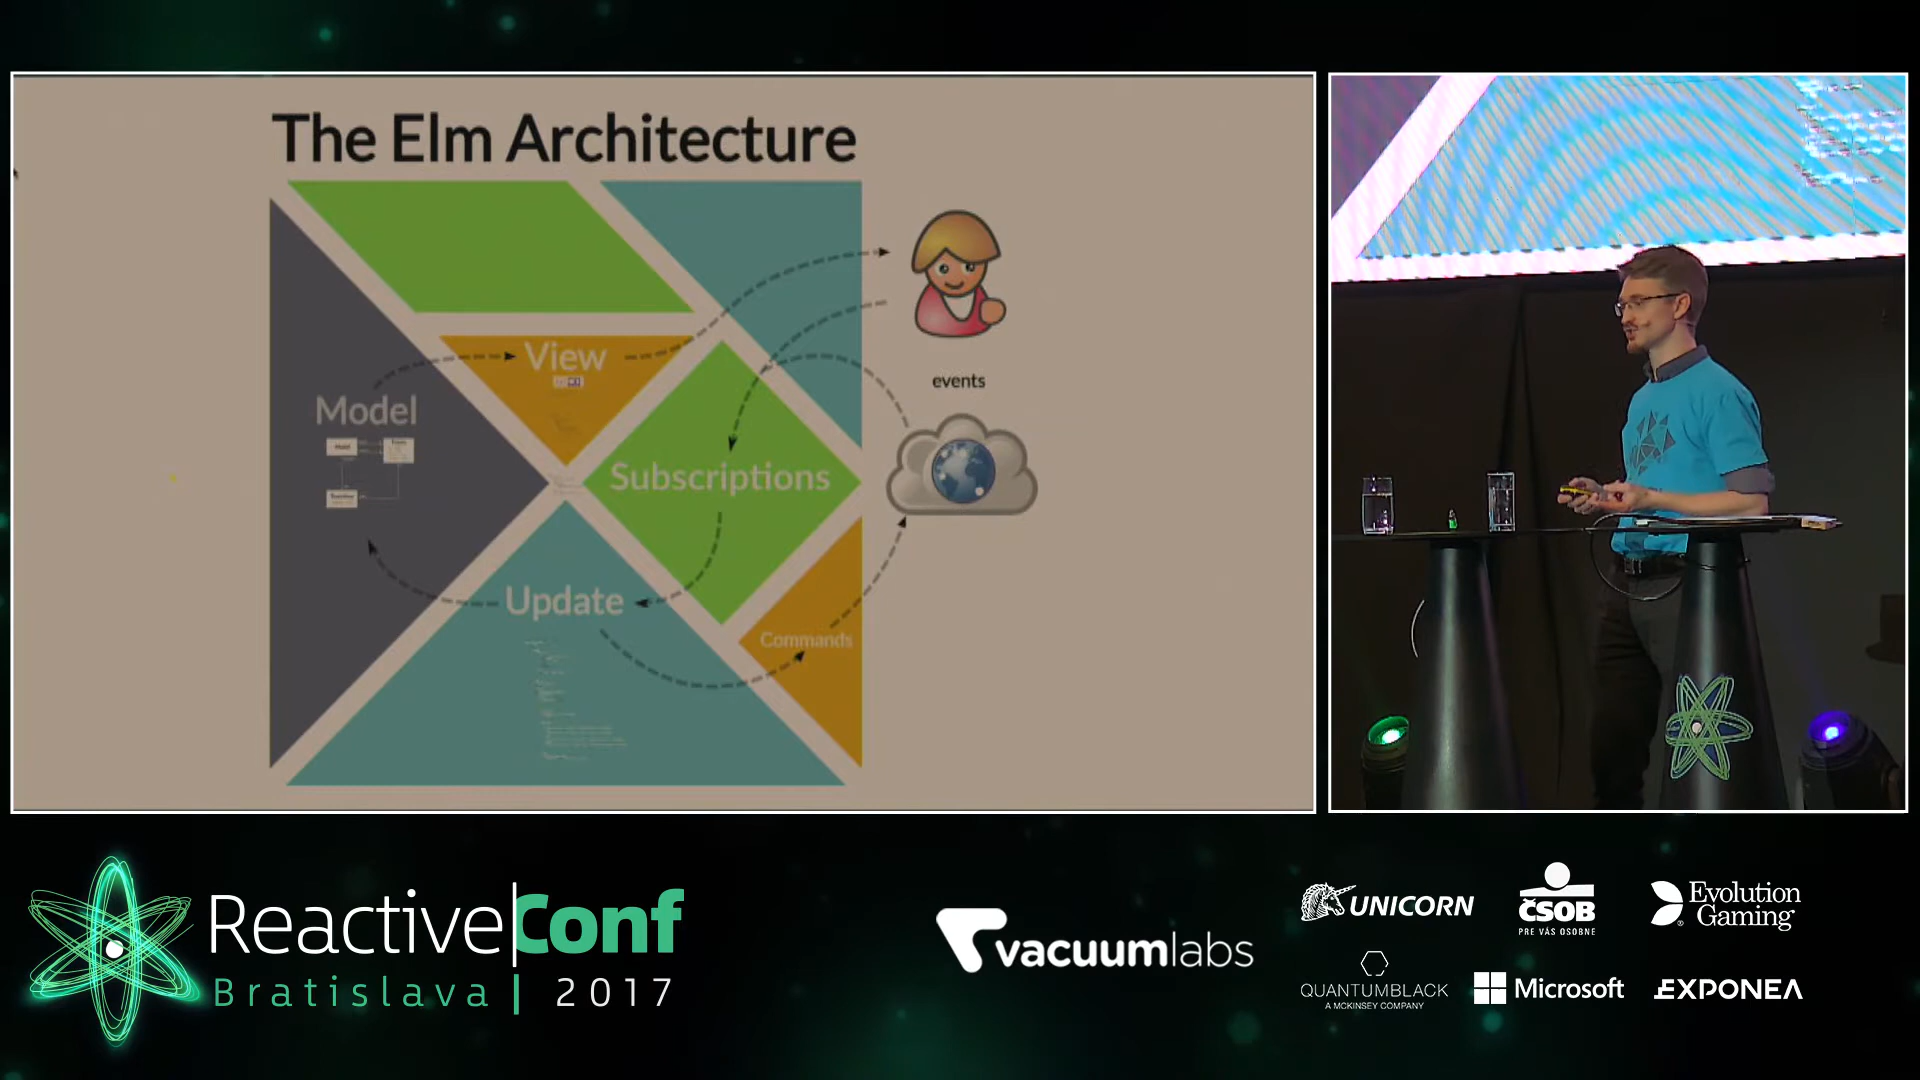 The Elm Architecture
View
Model
events
Subscriptions
Update
Commands
ReactiveConf
Bratislava | 2017
vacuumlabs
UNICORN
ČSOB
PRE VÁS OSOBNE
Evolution
Gaming
QUANTUMBLACK
A MCKINSEY COMPANY
Microsoft
EXPONEA